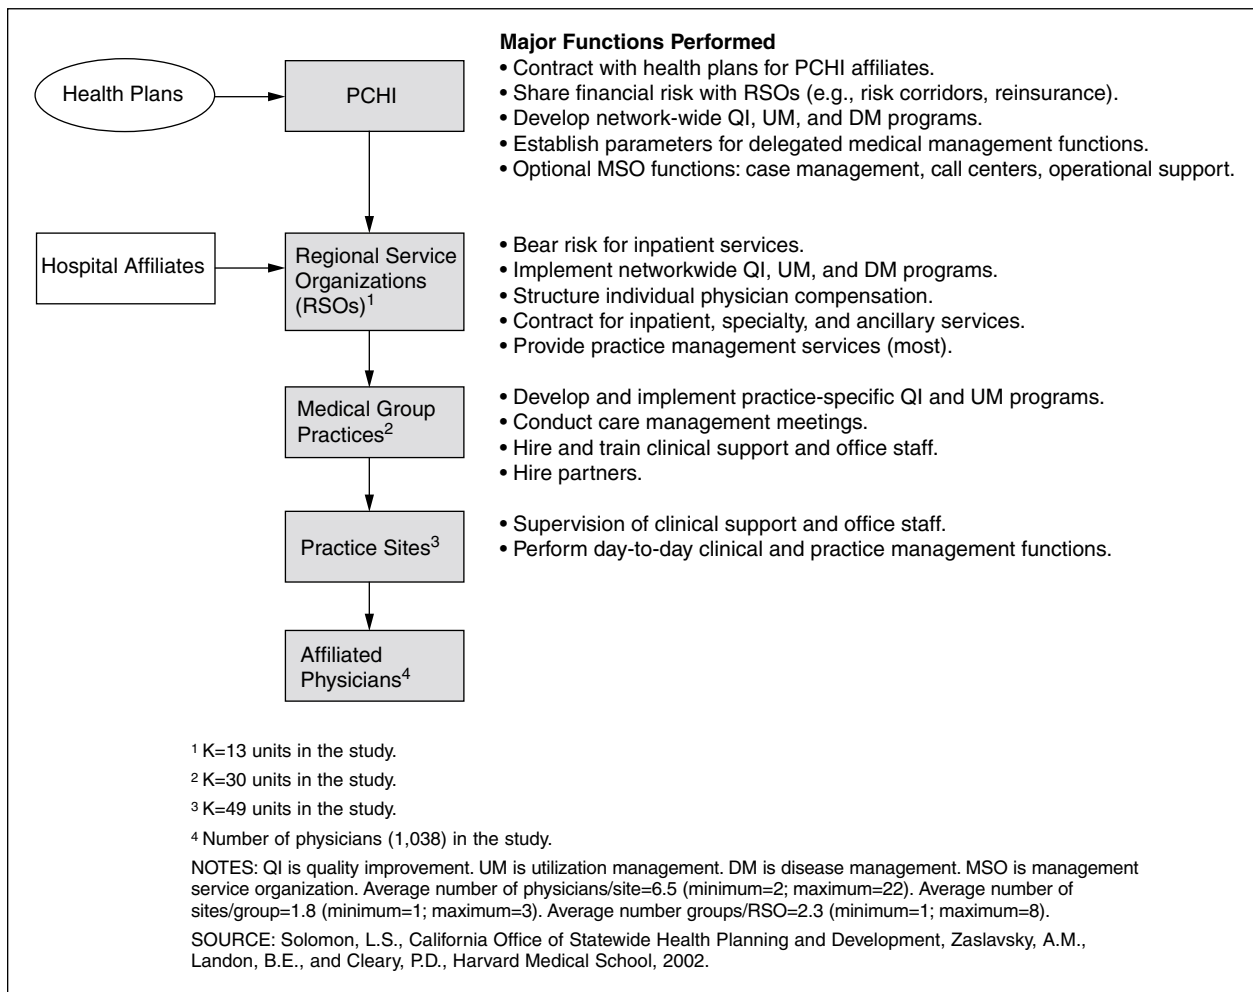 Major Functions Performed
Health Plans
PCHI
• Contract with health plans for PCHI affiliates.
• Share financial risk with RSOs (e.g., risk corridors, reinsurance).
• Develop network-wide QI, UM, and DM programs.
• Establish parameters for delegated medical management functions.
• Optional MSO functions: case management, call centers, operational support.
Hospital Affiliates
Regional Service
Organizations
(RSOs)1
• Bear risk for inpatient services.
• Implement networkwide QI, UM, and DM programs.
• Structure individual physician compensation.
• Contract for inpatient, specialty, and ancillary services.
• Provide practice management services (most).
Medical Group
Practices2
• Develop and implement practice-specific QI and UM programs.
• Conduct care management meetings.
• Hire and train clinical support and office staff.
• Hire partners.
Practice Sites3
• Supervision of clinical support and office staff.
• Perform day-to-day clinical and practice management functions.
Affiliated
Physicians4
1 K=13 units in the study.
2 K=30 units in the study.
3 K=49 units in the study.
4 Number of physicians (1,038) in the study.
NOTES: QI is quality improvement. UM is utilization management. DM is disease management. MSO is management
service organization. Average number of physicians/site=6.5 (minimum=2; maximum=22). Average number of
sites/group=1.8 (minimum=1; maximum=3). Average number groups/RSO=2.3 (minimum=1; maximum=8).
SOURCE: Solomon, L.S., California Office of Statewide Health Planning and Development, Zaslavsky, A.M.,
Landon, B.E., and Cleary, P.D., Harvard Medical School, 2002.